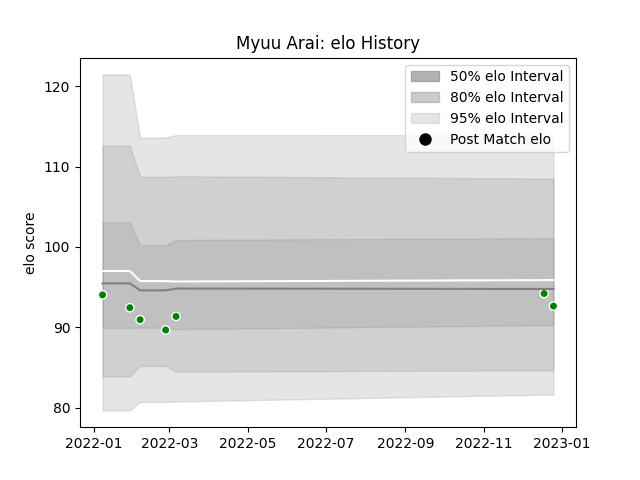 Myuu Arai: elo History
50% elo Interval
80% elo Interval
95% elo Interval
Post Match elo
elo score
120
110
100
90
80
2022-01 2022-03 2022-05 2022-07 2022-09 2022-11 2023-01